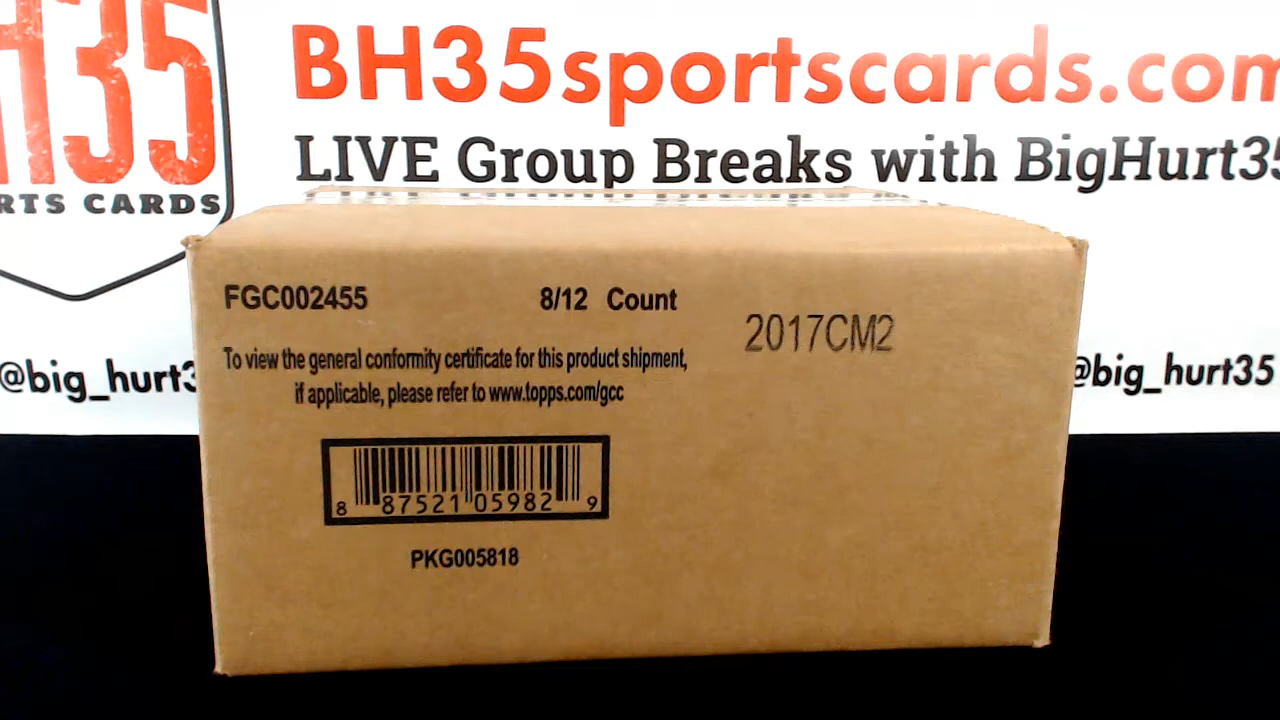 H35
RTS CARDS
BH35sportscards.com
LIVE Group Breaks with BigHurt35
@big_hurt3
@big_hurt35
FGC002455
8/12 Count
2017CM2
To view the general conformity certificate for this product shipment,
if applicable, please refer to www.topps.com/gcc
8 87521 05982 9
PKG005818